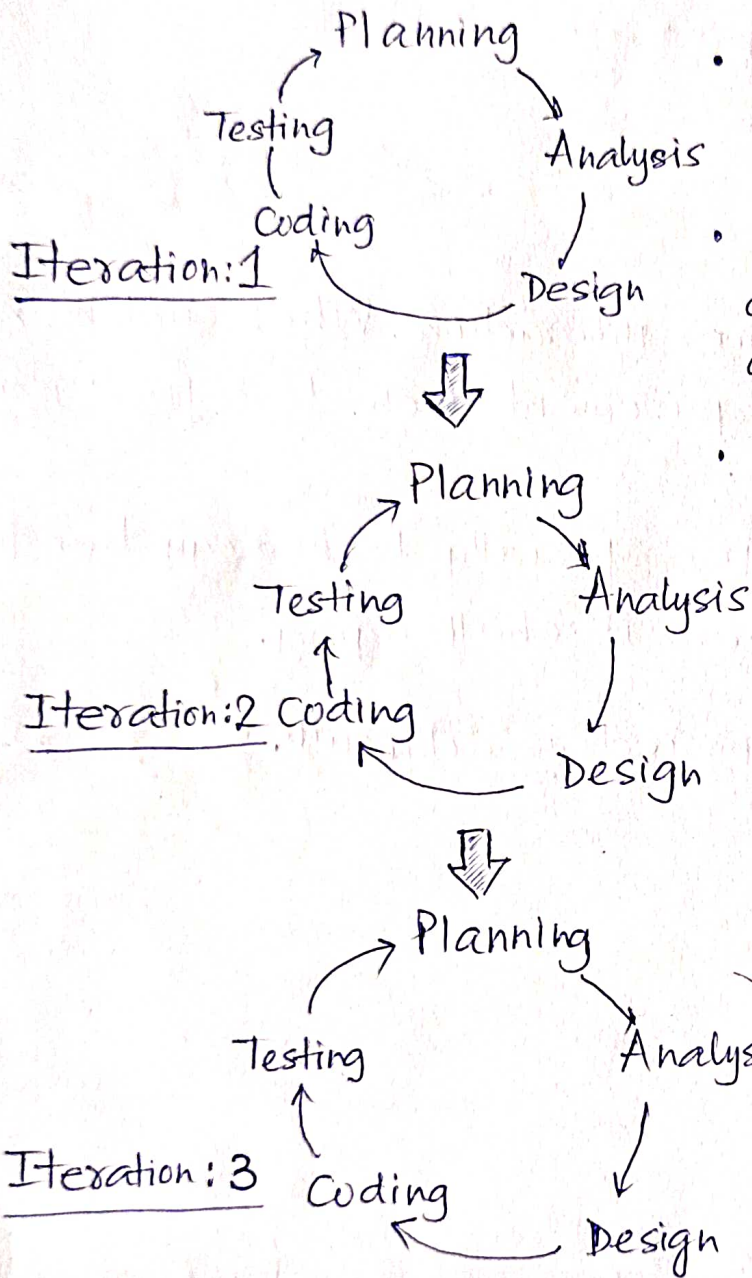 Planning
Testing
Analysis
Coding
Iteration:1
Design
Planning
Testing
Analysis
Iteration:2 Coding
Design
Planning
Testing
Analys
Iteration:3
Coding
Design